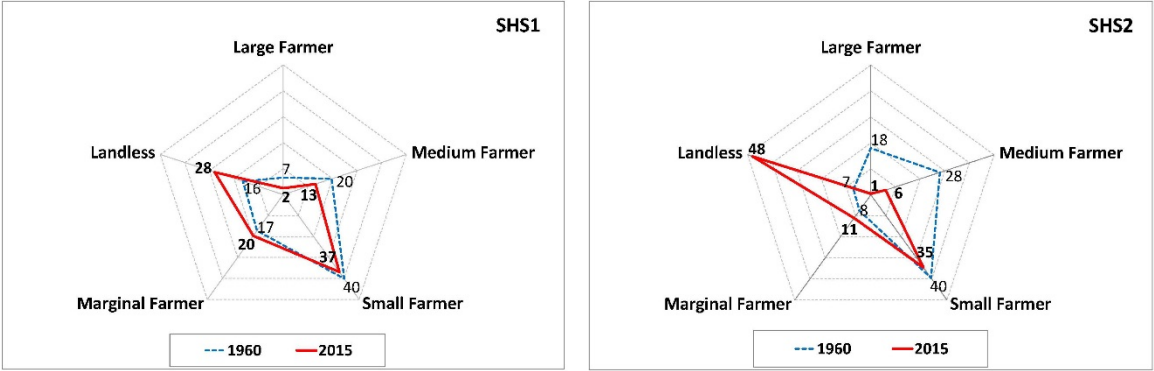 SHS1
Large Farmer
Landless
Medium Farmer
28
7
20
16
2
13
17
20
37
40
Marginal Farmer
Small Farmer
1960
2015
SHS2
Large Farmer
18
Landless
48
Medium Farmer
28
7
1
6
8
11
35
40
Marginal Farmer
Small Farmer
1960
2015